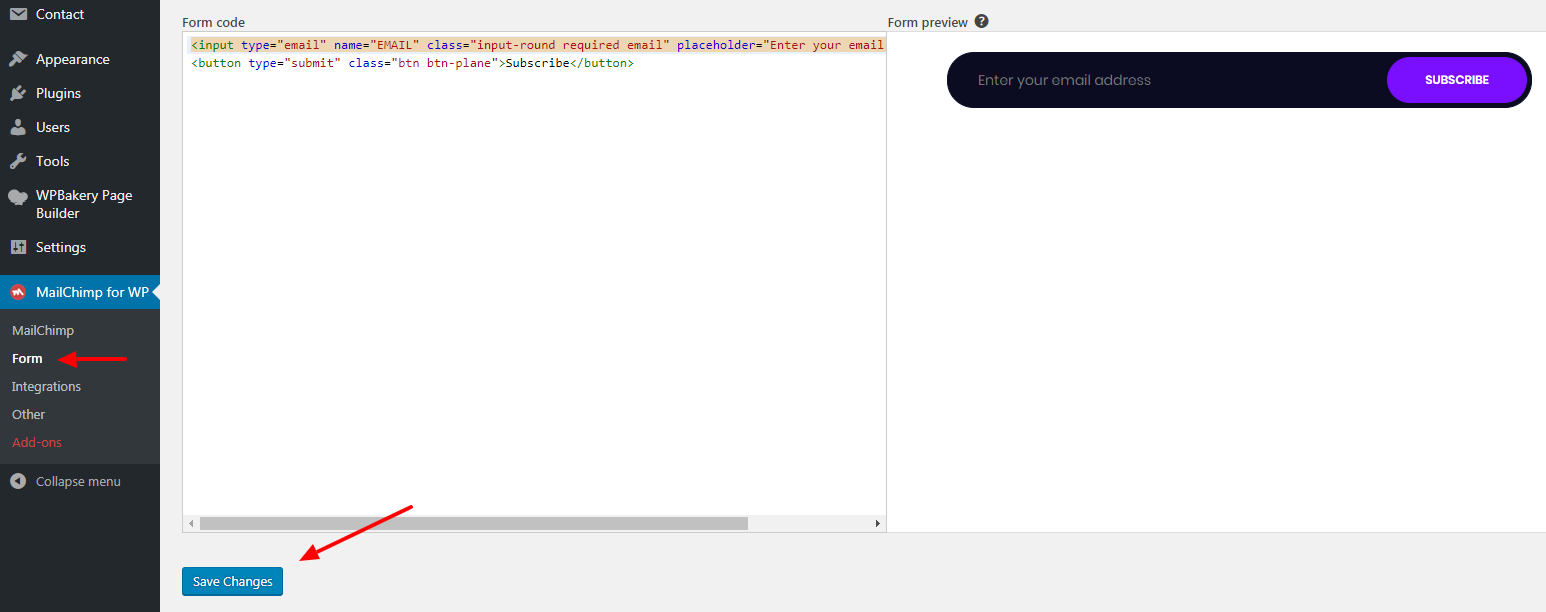 Contact
Appearance
Plugins
Users
Tools
WPBakery Page
Builder
Settings
MailChimp for WP
MailChimp
Form
Integrations
Other
Add-ons
Collapse menu
Form code
<input type="email" name="EMAIL" class="input-round required email" placeholder="Enter your email
<button type="submit" class="btn btn-plane">Subscribe</button>
Save Changes
Form preview ?
Enter your email address
SUBSCRIBE